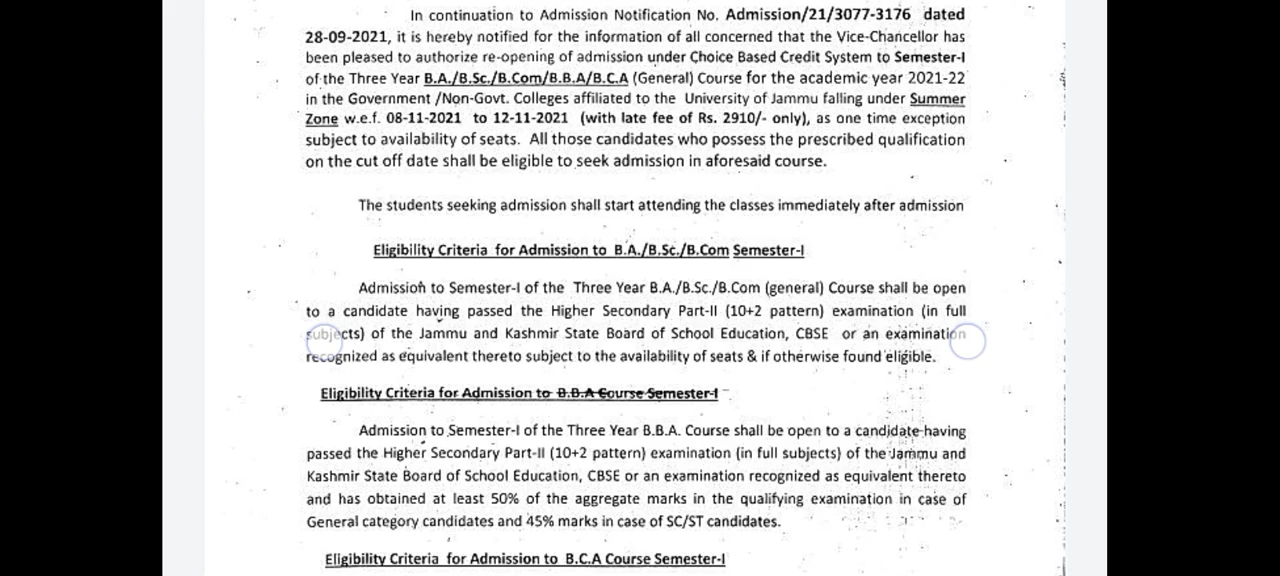 In continuation to Admission Notification No. Admission/21/3077-3176 dated
28-09-2021, it is hereby notified for the information of all concerned that the Vice-Chancellor has
been pleased to authorize re-opening of admission under Choice Based Credit System to Semester-I
of the Three Year B.A./B.Sc./B.Com/B.B.A/B.C.A (General) Course for the academic year 2021-22
in the Government /Non-Govt. Colleges affiliated to the University of Jammu falling under Summer
Zone w.e.f. 08-11-2021 to 12-11-2021 (with late fee of Rs. 2910/- only), as one time exception
subject to availability of seats. All those candidates who possess the prescribed qualification
on the cut off date shall be eligible to seek admission in aforesaid course.
The students seeking admission shall start attending the classes immediately after admission
Eligibility Criteria for Admission to B.A./B.Sc./B.Com Semester-I
Admission to Semester-I of the Three Year B.A./B.Sc./B.Com (general) Course shall be open
to a candidate having passed the Higher Secondary Part-II (10+2 pattern) examination (in full
subjects) of the Jammu and Kashmir State Board of School Education, CBSE or an examination
recognized as equivalent thereto subject to the availability of seats & if otherwise found eligible.
Eligibility Criteria for Admission to B.B.A Course Semester-I
Admission to Semester-I of the Three Year B.B.A. Course shall be open to a candidate having
passed the Higher Secondary Part-II (10+2 pattern) examination (in full subjects) of the Jammu and
Kashmir State Board of School Education, CBSE or an examination recognized as equivalent thereto
and has obtained at least 50% of the aggregate marks in the qualifying examination in case of
General category candidates and 45% marks in case of SC/ST candidates.
Eligibility Criteria for Admission to B.C.A Course Semester-I